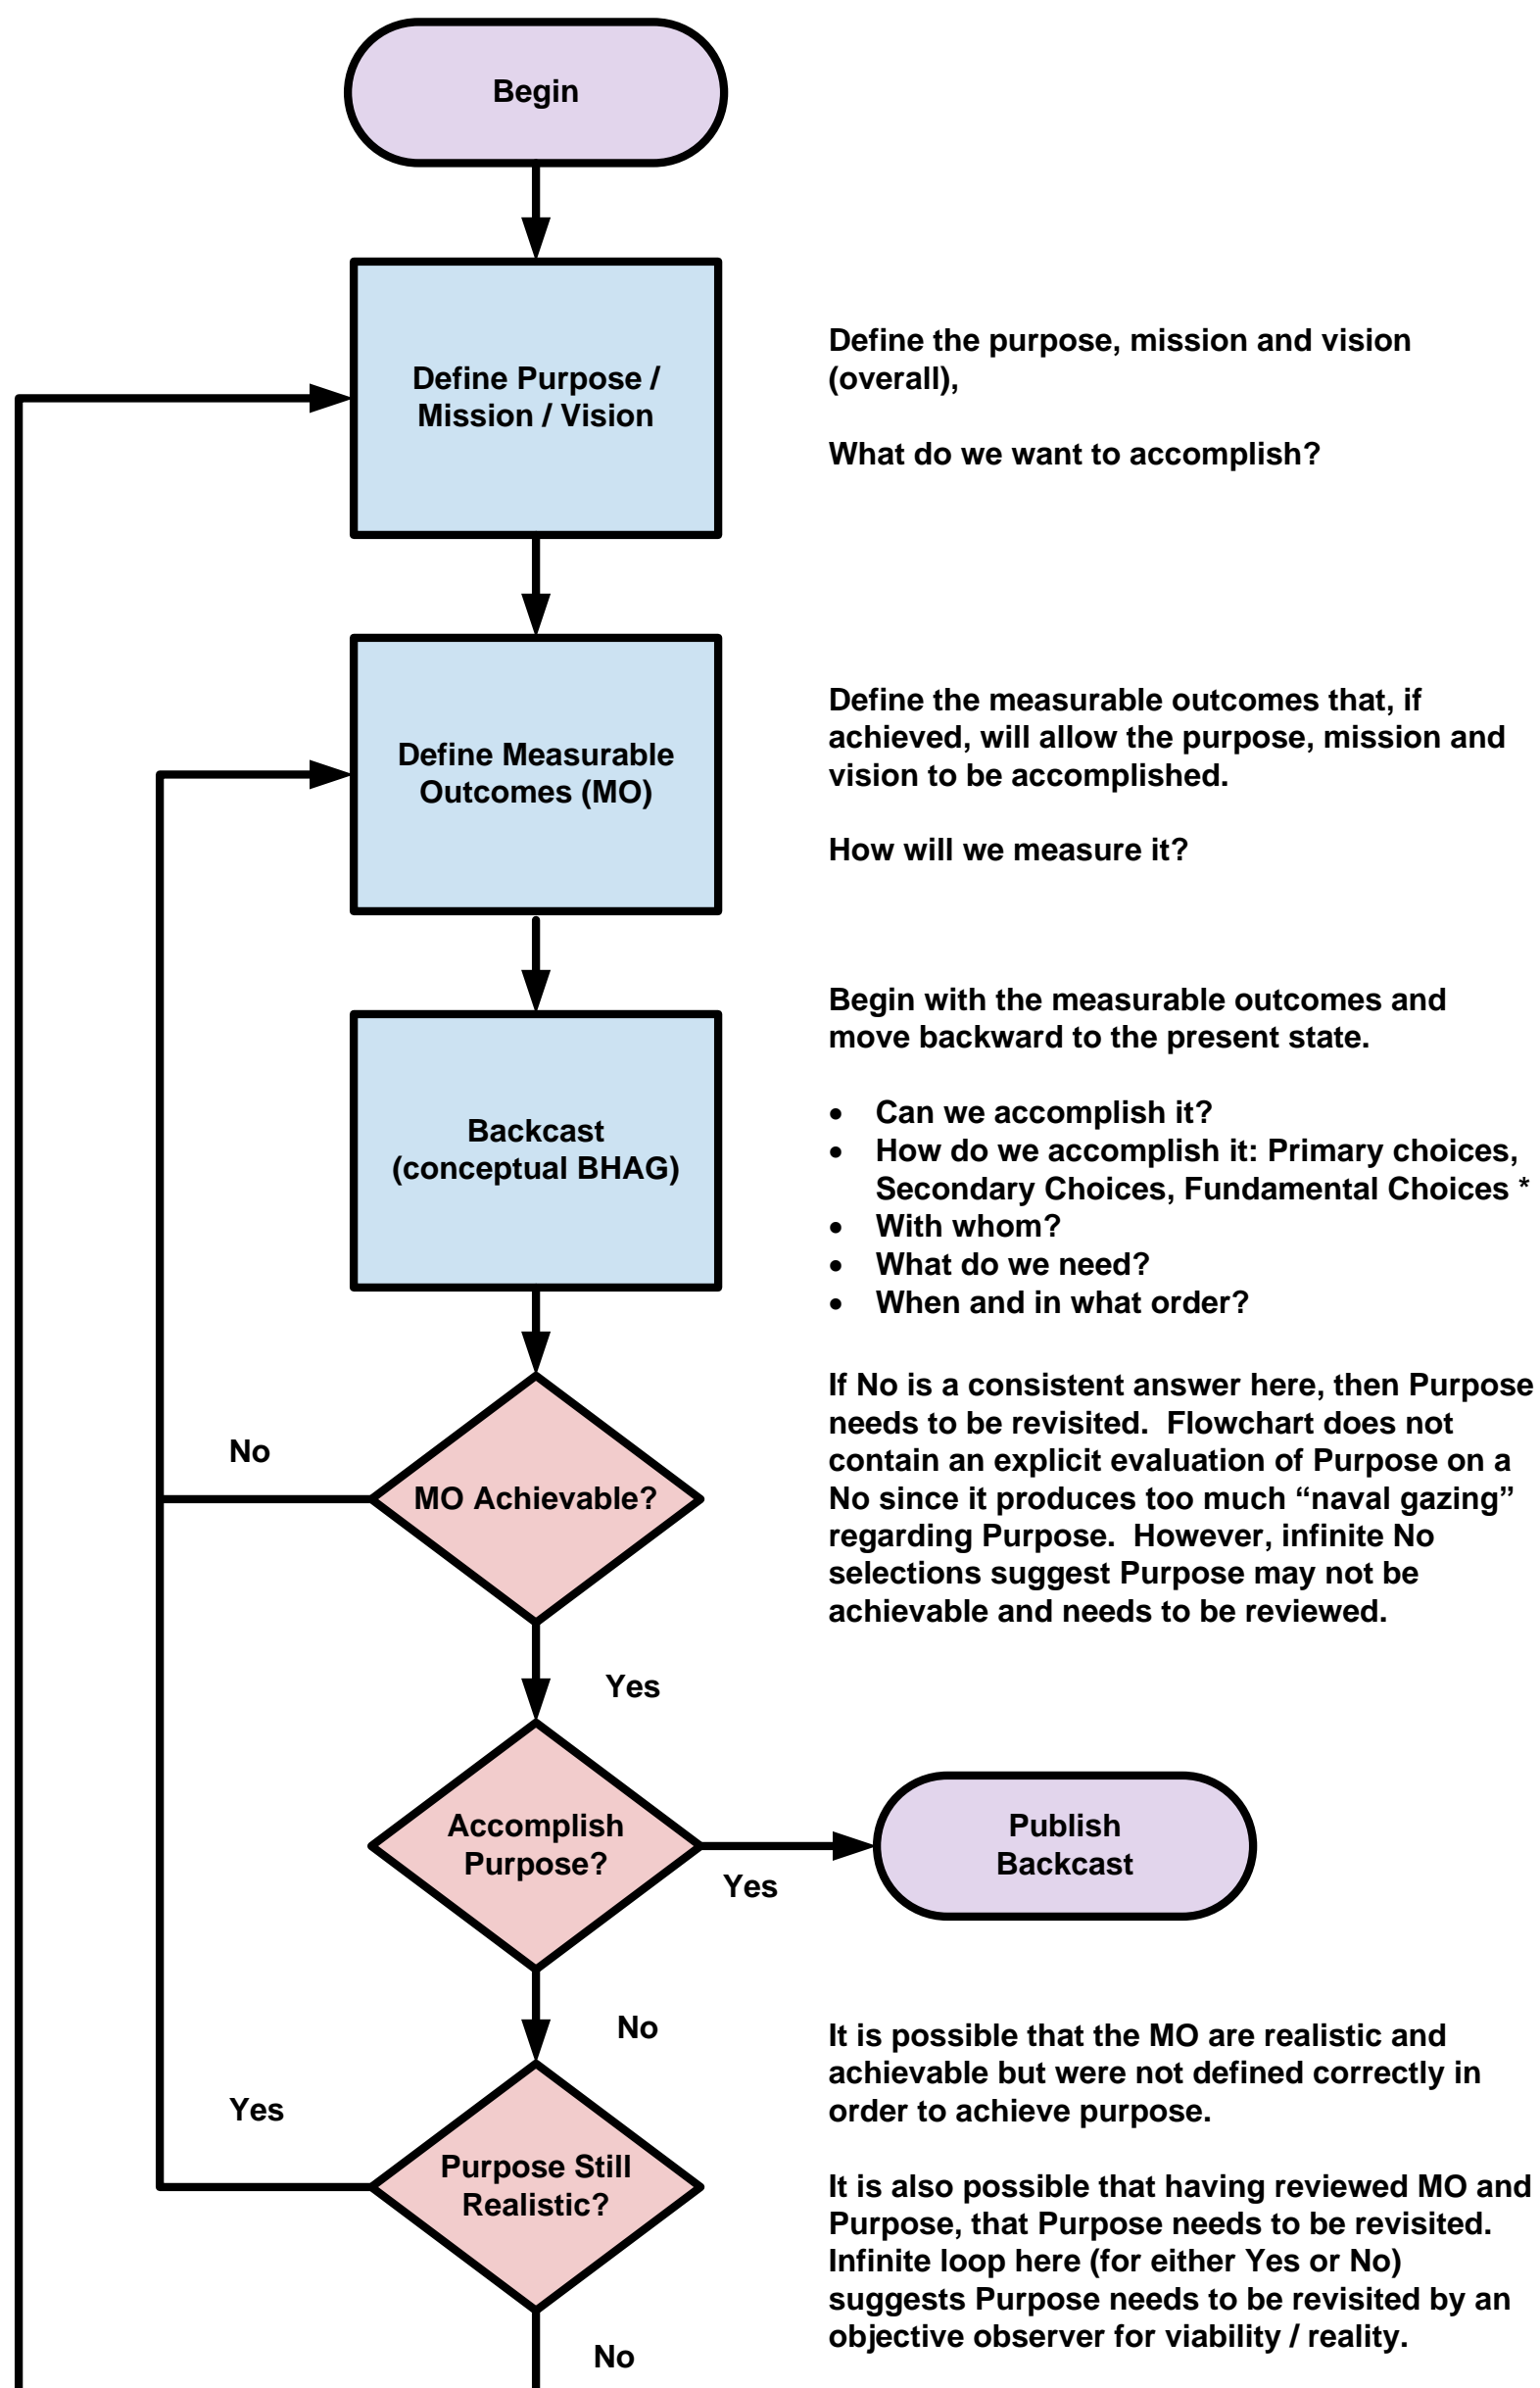 Begin
Define Purpose /
Mission / Vision
Define the purpose, mission and vision
(overall),
What do we want to accomplish?
Define Measurable
Outcomes (MO)
Define the measurable outcomes that, if
achieved, will allow the purpose, mission and
vision to be accomplished.
How will we measure it?
Backcast
(conceptual BHAG)
Begin with the measurable outcomes and
move backward to the present state.
• Can we accomplish it?
• How do we accomplish it: Primary choices,
Secondary Choices, Fundamental Choices *
• With whom?
• What do we need?
• When and in what order?
No
MO Achievable?
If No is a consistent answer here, then Purpose
needs to be revisited.  Flowchart does not
contain an explicit evaluation of Purpose on a
No since it produces too much “naval gazing”
regarding Purpose.  However, infinite No
selections suggest Purpose may not be
achievable and needs to be reviewed.
Yes
Accomplish
Purpose?
Yes
Publish
Backcast
No
Yes
Purpose Still
Realistic?
It is possible that the MO are realistic and
achievable but were not defined correctly in
order to achieve purpose.
It is also possible that having reviewed MO and
Purpose, that Purpose needs to be revisited.
Infinite loop here (for either Yes or No)
suggests Purpose needs to be revisited by an
objective observer for viability / reality.
No